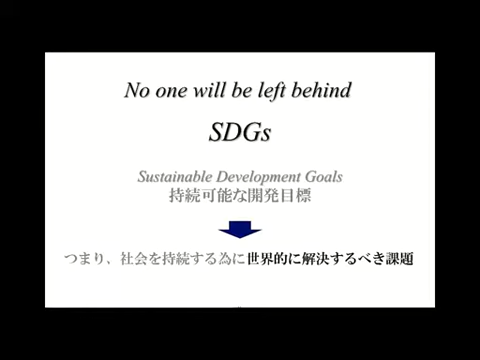 No one will be left behind
SDGs
Sustainable Development Goals
持続可能な開発目標
つまり、社会を持続する為に世界的に解決するべき課題